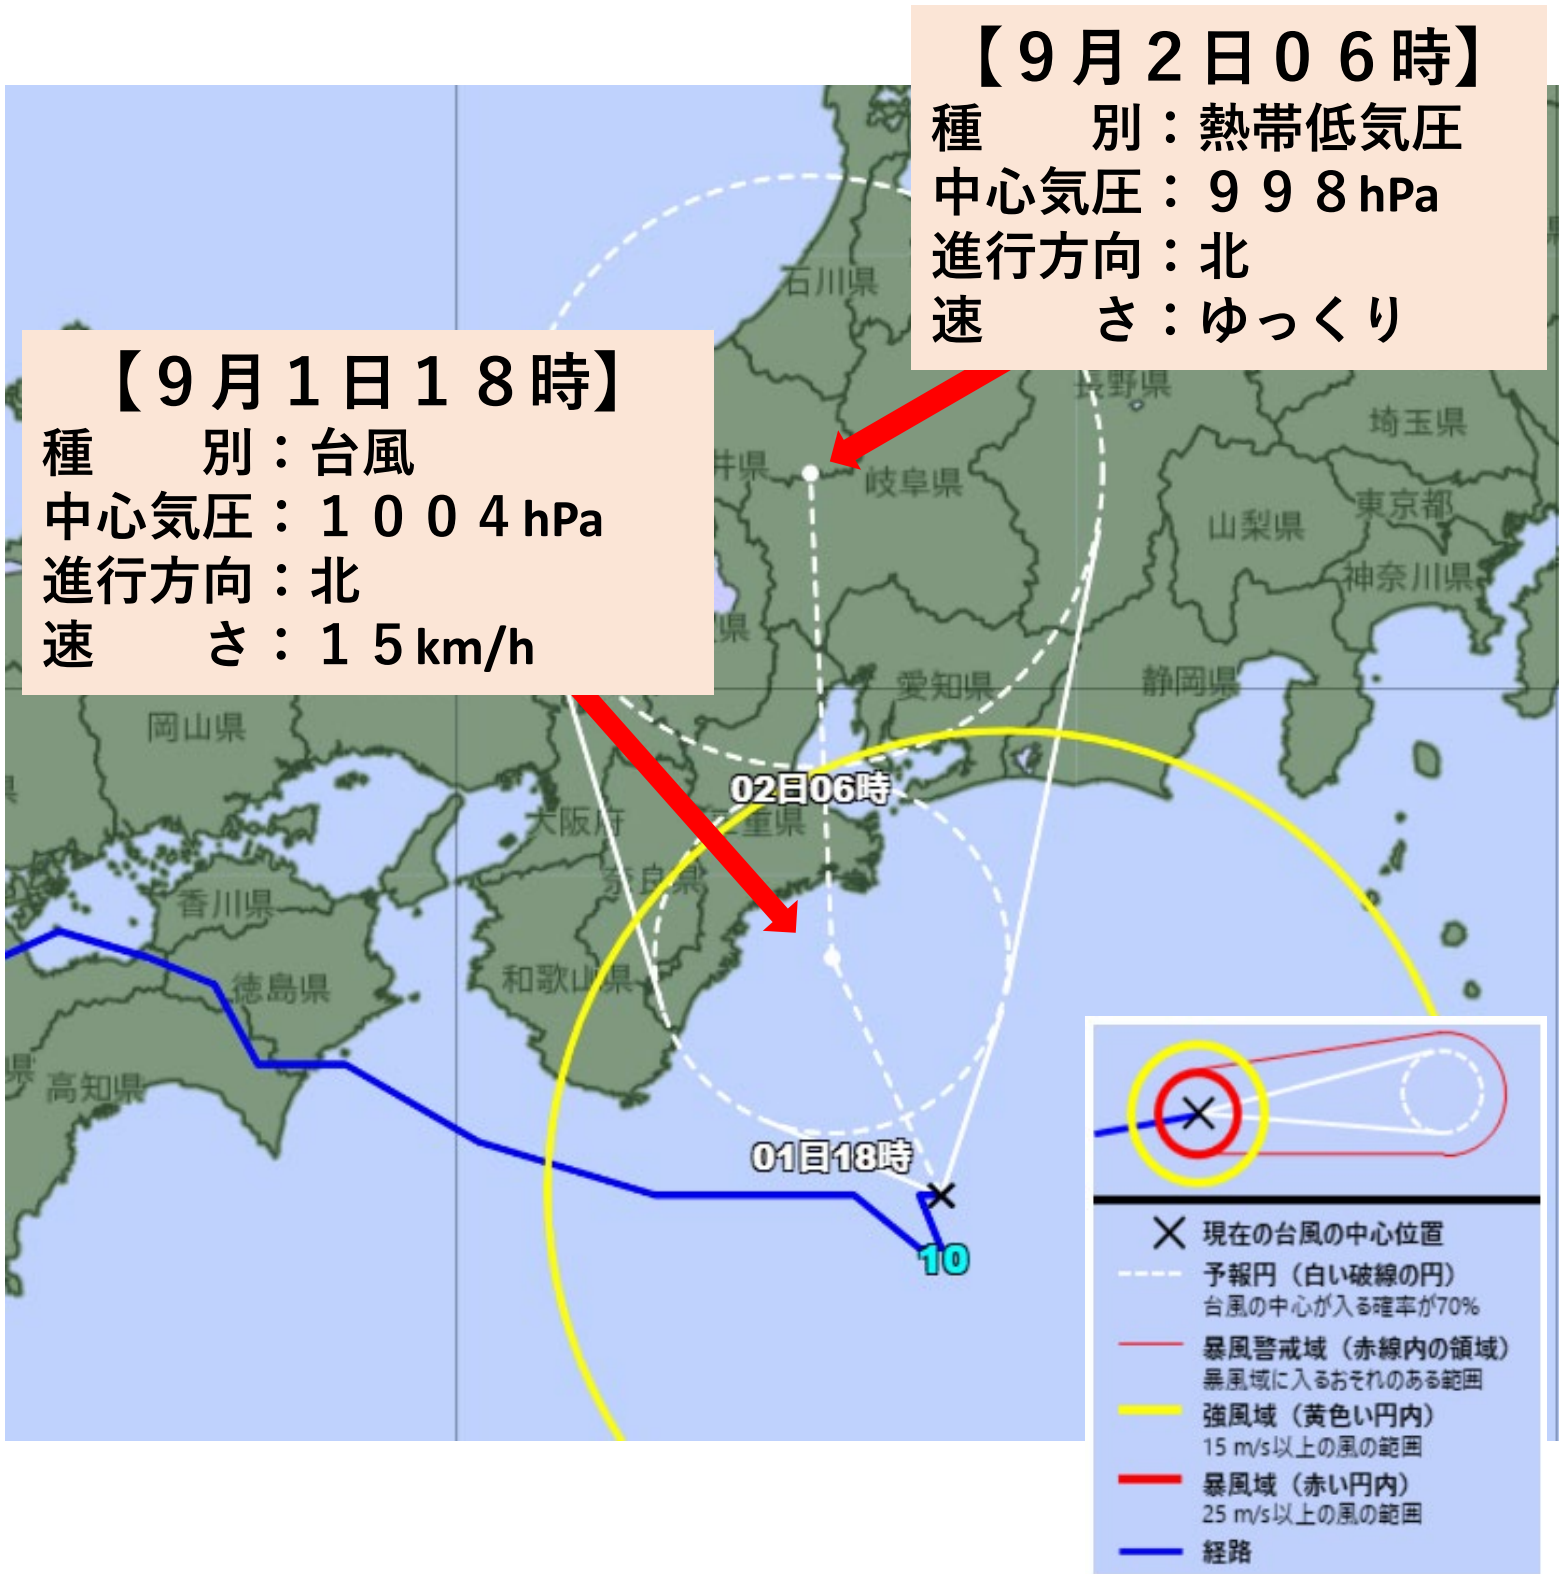 【９月２日０６時】
種　　別：熱帯低気圧
中心気圧：９９８hPa
進行方向：北
速　　さ：ゆっくり
【９月１日１８時】
種　　別：台風
中心気圧：１００４hPa
進行方向：北
速　　さ：１５km/h
石川県
長野県
埼玉県
井県
岐阜県
東京都
山梨県
神奈川県
県
愛知県
静岡県
岡山県
02日06時
大阪府
三重県
奈良県
香川県
和歌山県
徳島県
県
高知県
01日18時
10
現在の台風の中心位置
予報円（白い破線の円）
台風の中心が入る確率が70%
暴風警戒域（赤線内の領域）
暴風域に入るおそれのある範囲
強風域（黄色い円内）
15 m/s以上の風の範囲
暴風域（赤い円内）
25 m/s以上の風の範囲
経路